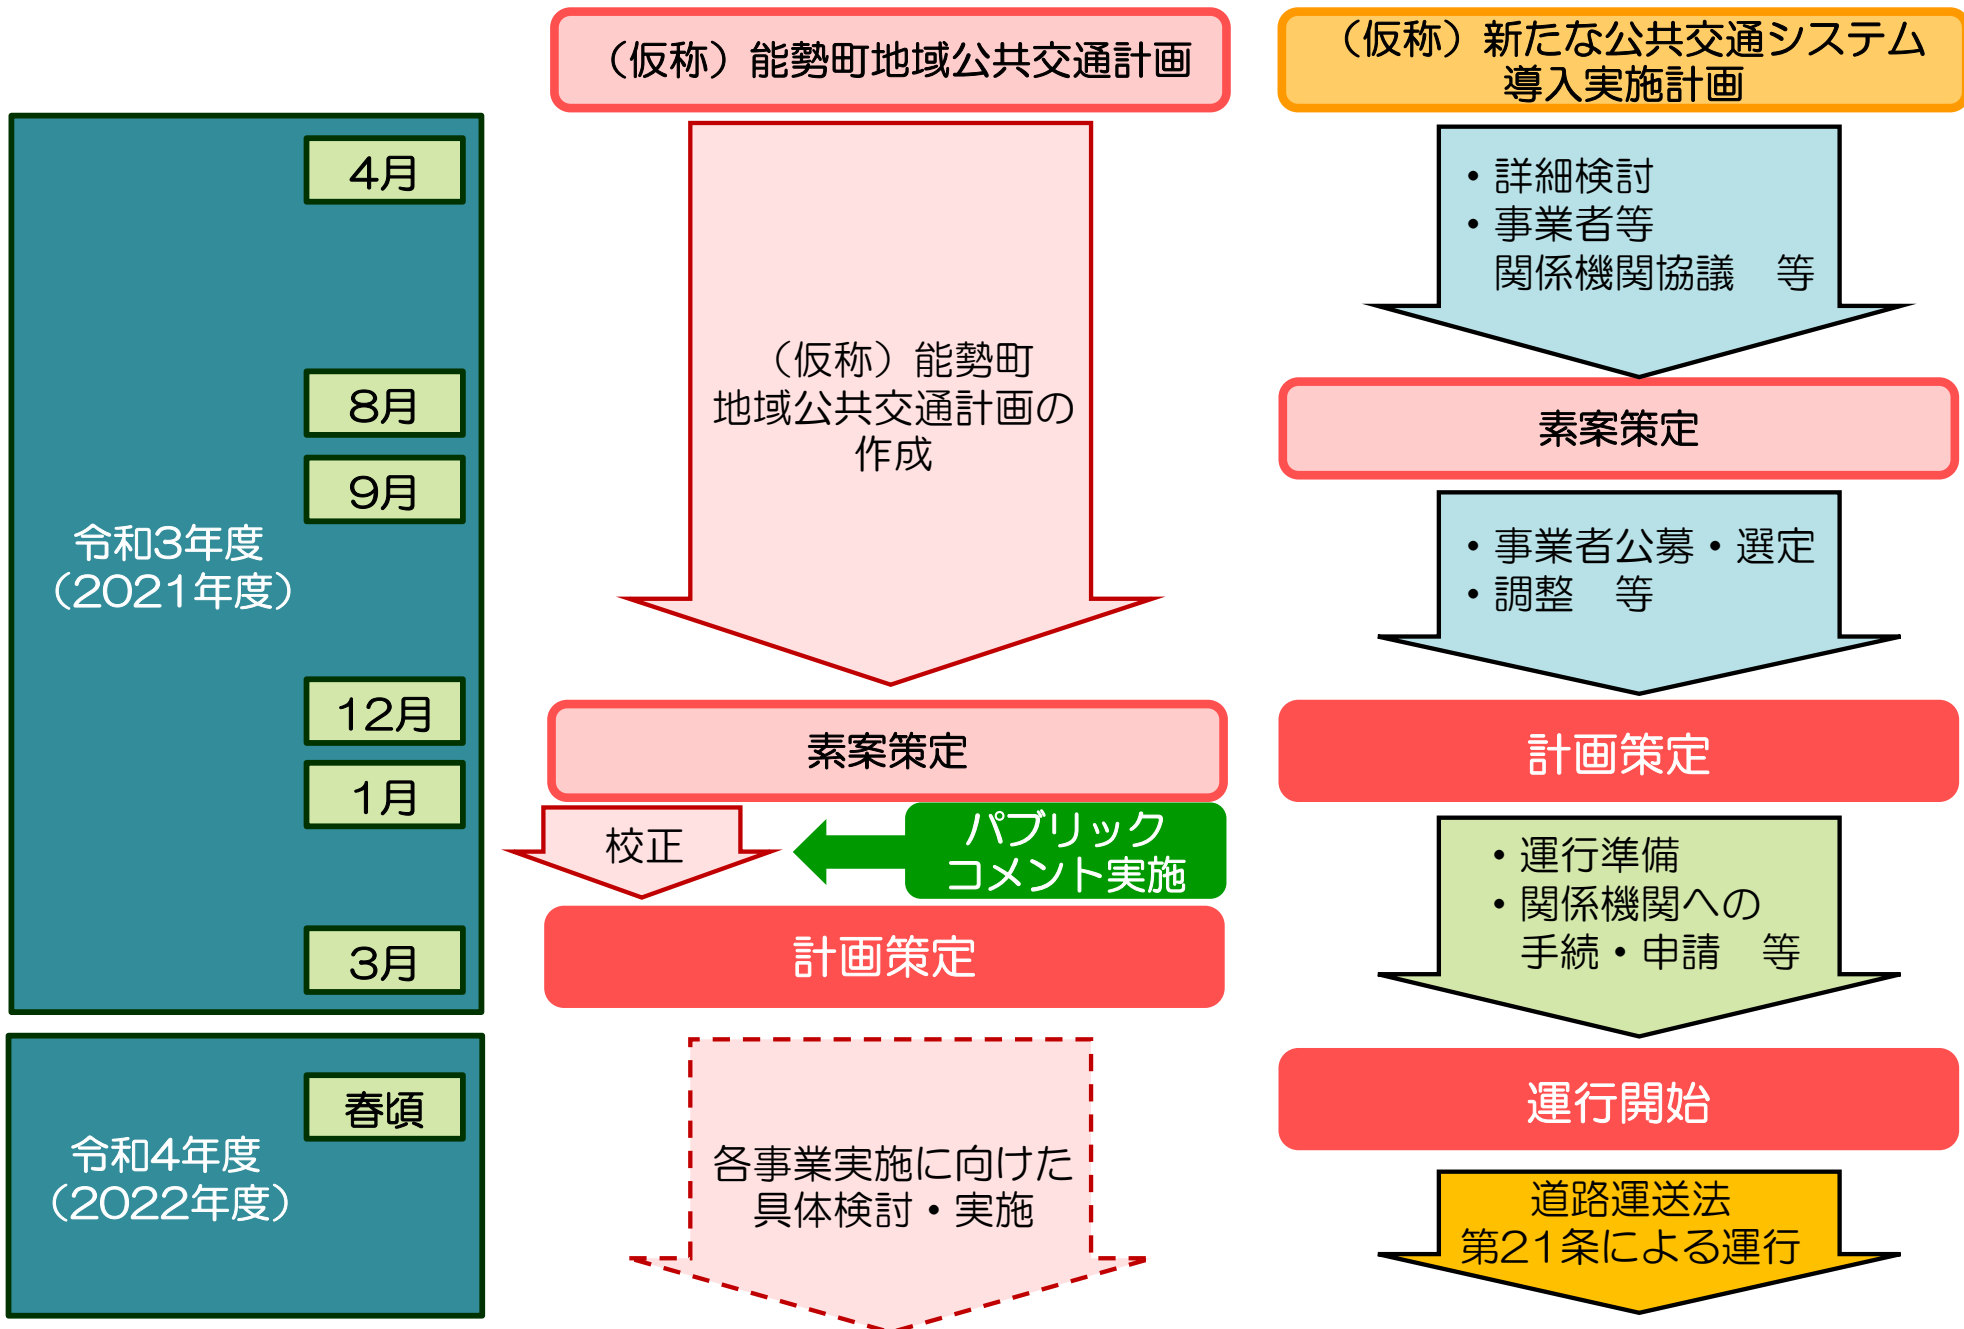 （仮称）能勢町地域公共交通計画
（仮称）新たな公共交通システム
導入実施計画
令和3年度
（2021年度）
4月
8月
9月
12月
1月
3月
令和4年度
（2022年度）
春頃
（仮称）能勢町
地域公共交通計画の
作成
素案策定
校正
パブリック
コメント実施
計画策定
各事業実施に向けた
具体検討・実施
・詳細検討
・事業者等
関係機関協議　等
素案策定
・事業者公募・選定
・調整　等
計画策定
・運行準備
・関係機関への
手続・申請　等
運行開始
道路運送法
第21条による運行